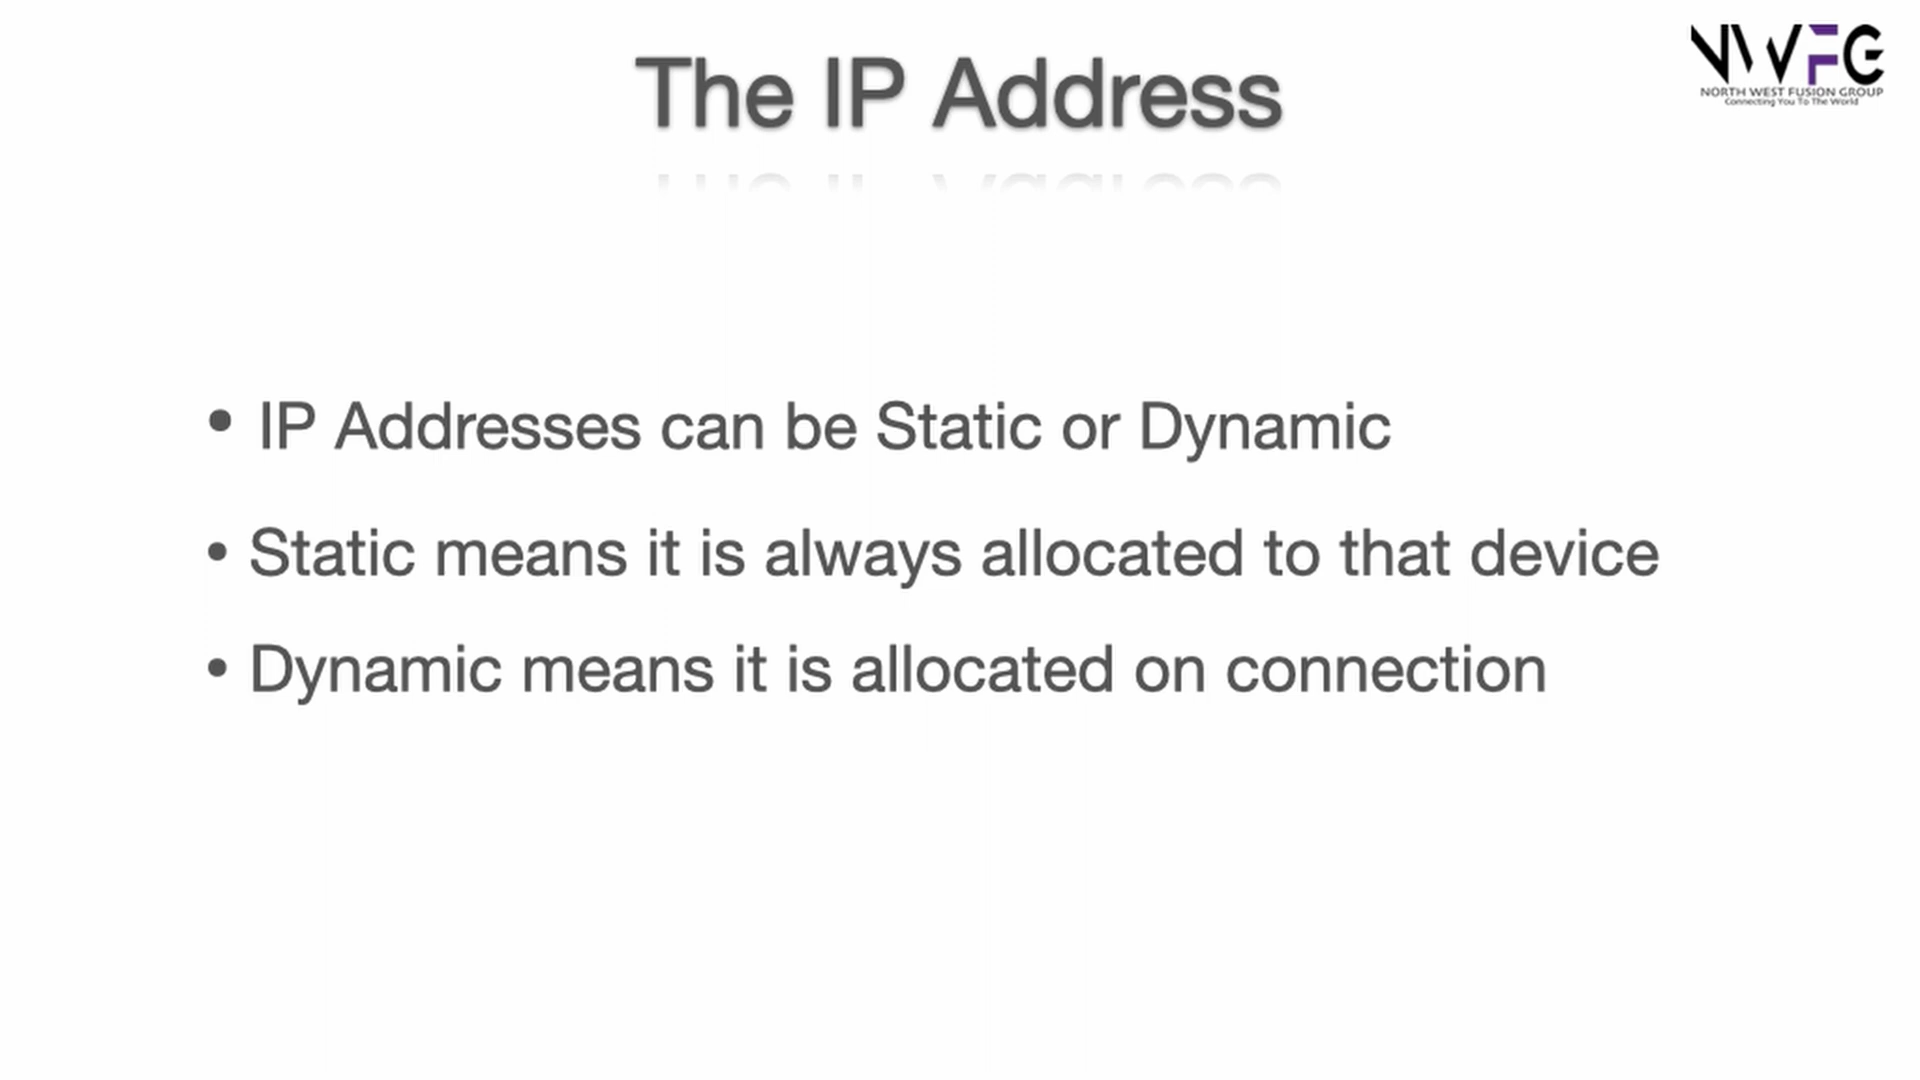 The IP Address
NWFG
NORTH WEST FUSION GROUP
Connecting You To The World
• IP Addresses can be Static or Dynamic
• Static means it is always allocated to that device
• Dynamic means it is allocated on connection